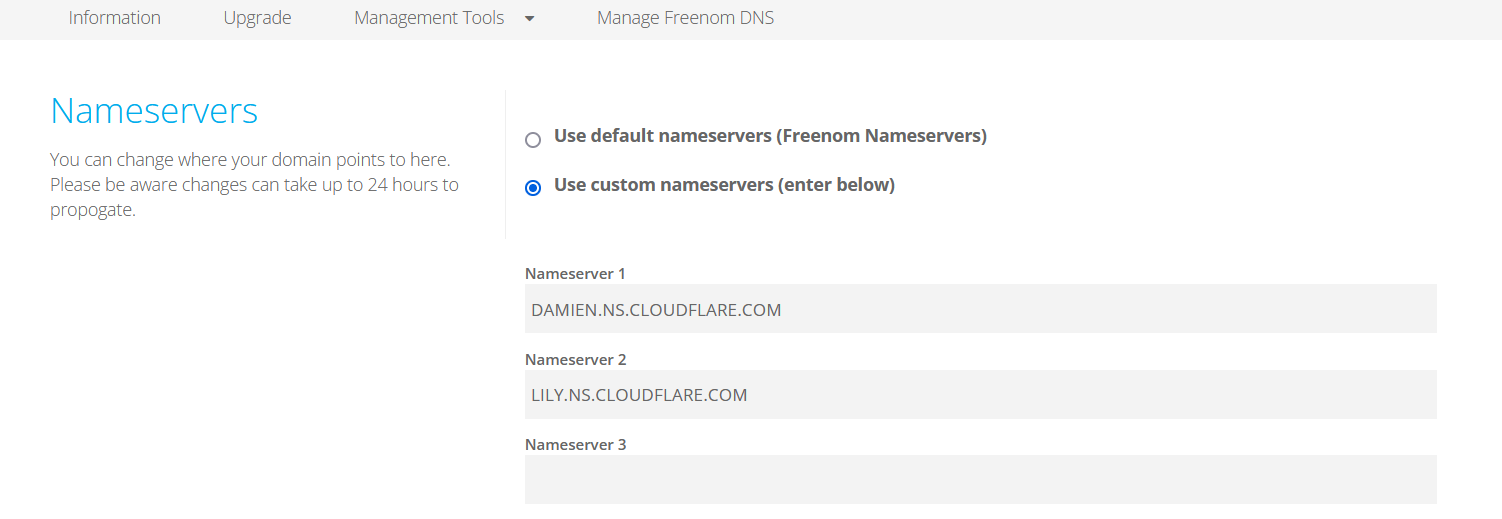 Information Upgrade Management Tools Manage Freenom DNS
Nameservers
You can change where your domain points to here.
Please be aware changes can take up to 24 hours to
propogate.
Use default nameservers (Freenom Nameservers)
Use custom nameservers (enter below)
Nameserver 1
DAMIEN.NS.CLOUDFLARE.COM
Nameserver 2
LILY.NS.CLOUDFLARE.COM
Nameserver 3